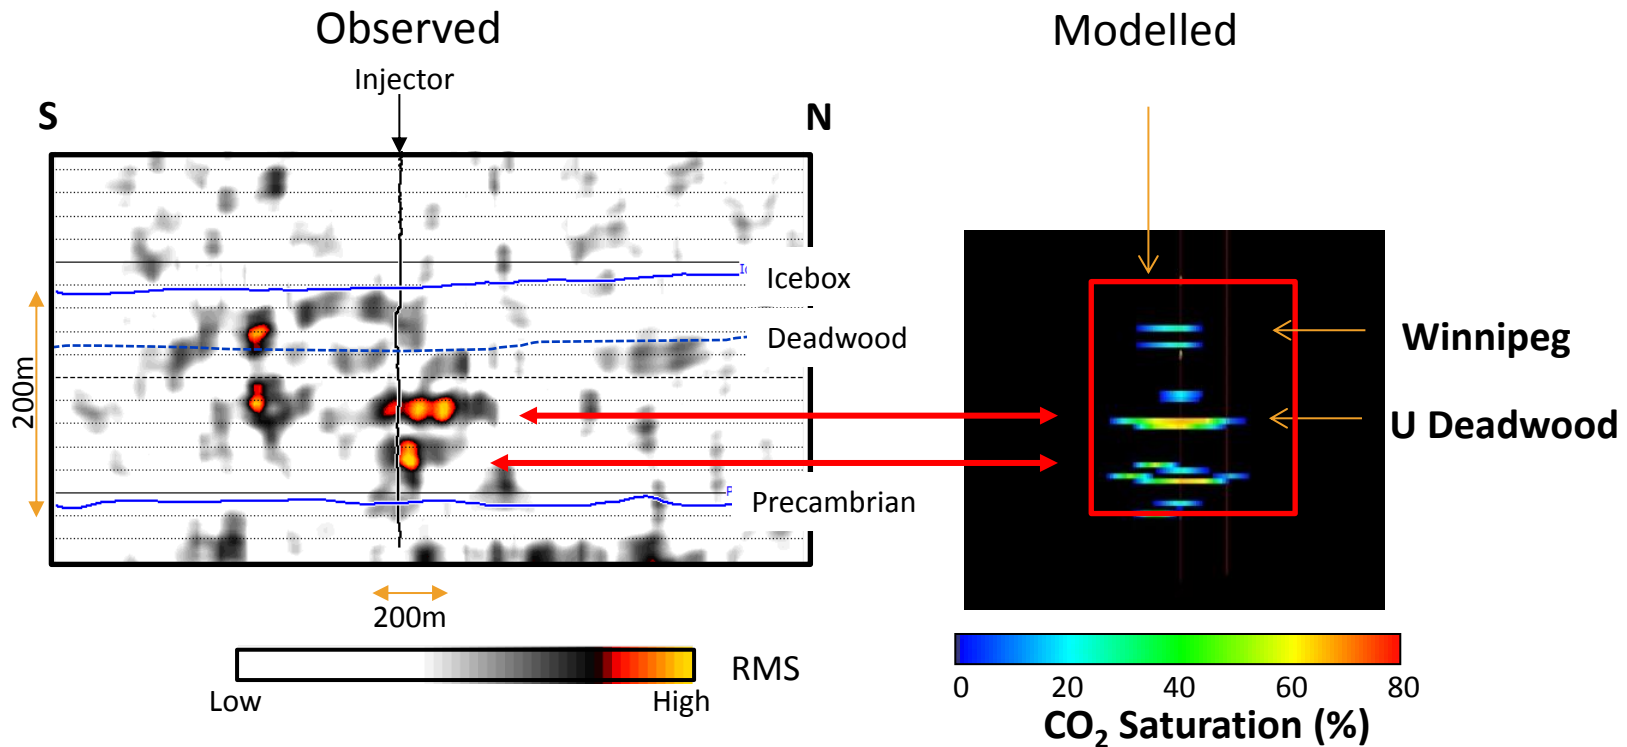 Observed
Modelled
Injector
S
N
Icebox
Deadwood
Precambrian
200m
200m
Winnipeg
U Deadwood
RMS
Low
High
0 20 40 60 80
CO₂ Saturation (%)